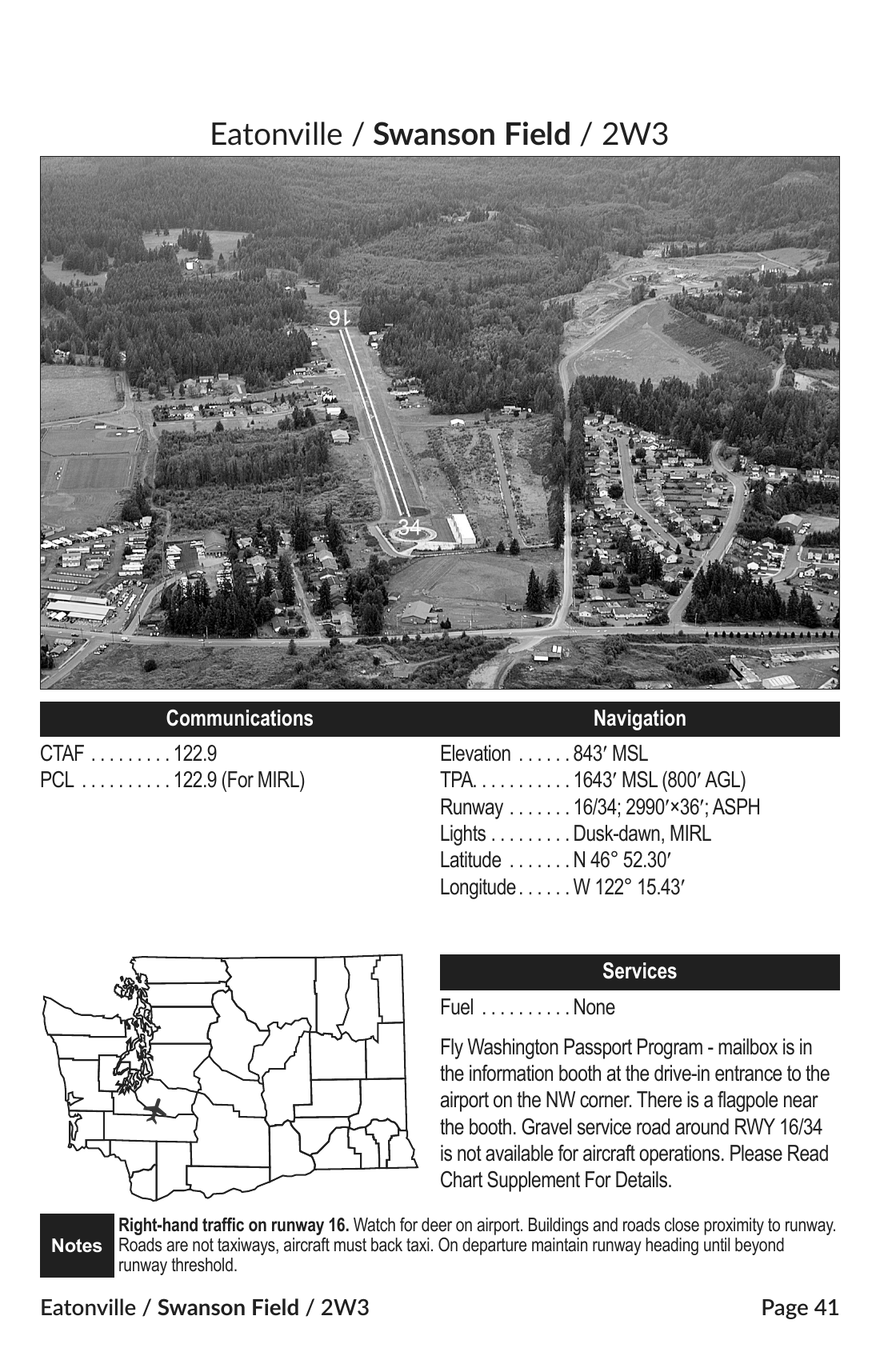 Eatonville / Swanson Field / 2W3
16
34
Communications
CTAF . . . . . . . . . 122.9
PCL . . . . . . . . . . 122.9 (For MIRL)
Navigation
Elevation . . . . . . 843′ MSL
TPA. . . . . . . . . . . 1643′ MSL (800′ AGL)
Runway . . . . . . . 16/34; 2990′×36′; ASPH
Lights . . . . . . . . . Dusk-dawn, MIRL
Latitude . . . . . . . N 46° 52.30′
Longitude . . . . . . W 122° 15.43′
Services
Fuel . . . . . . . . . . None
Fly Washington Passport Program - mailbox is in
the information booth at the drive-in entrance to the
airport on the NW corner. There is a flagpole near
the booth. Gravel service road around RWY 16/34
is not available for aircraft operations. Please Read
Chart Supplement For Details.
Notes
Right-hand traffic on runway 16. Watch for deer on airport. Buildings and roads close proximity to runway.
Roads are not taxiways, aircraft must back taxi. On departure maintain runway heading until beyond
runway threshold.
Eatonville / Swanson Field / 2W3
Page 41